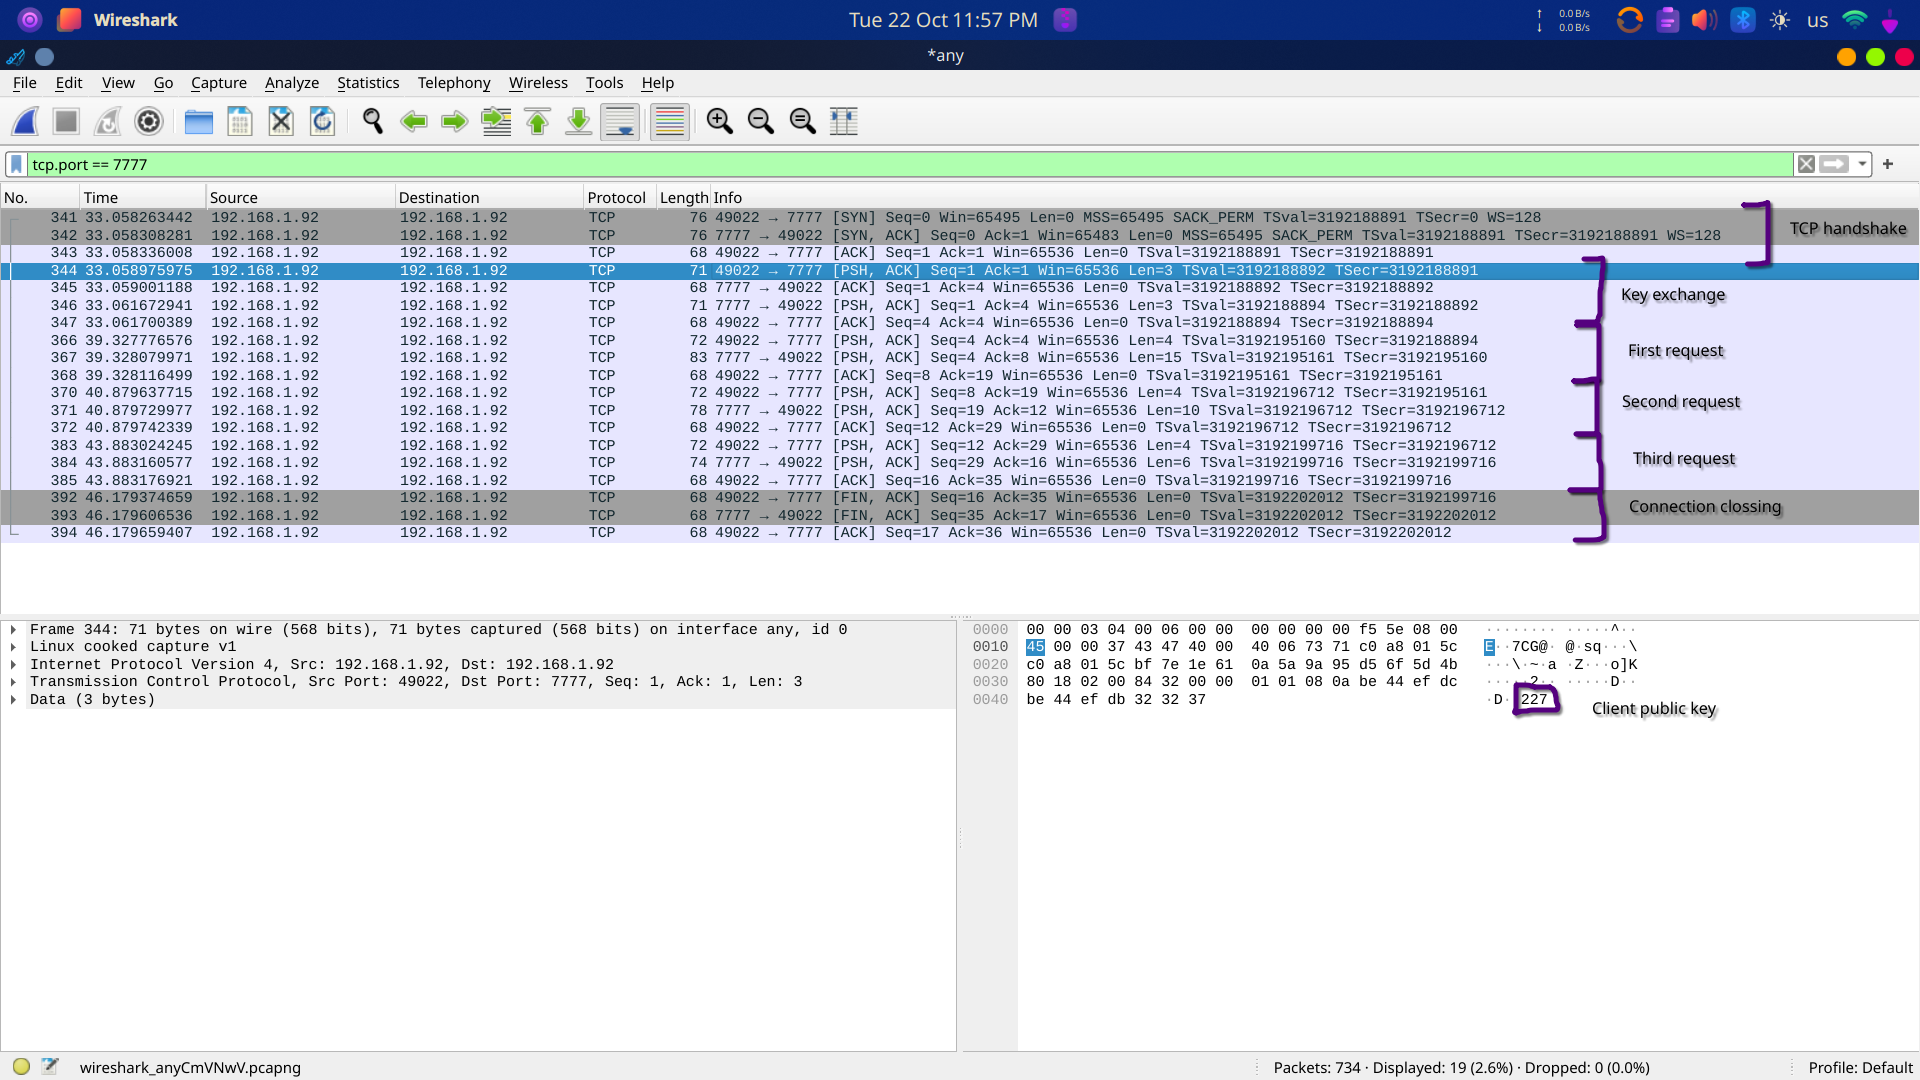 Wireshark
Tue 22 Oct 11:57 PM
↑ 0.0 B/s
↓ 0.0 B/s
us
*any
File Edit View Go Capture Analyze Statistics Telephony Wireless Tools Help
tcp.port == 7777
No. Time Source Destination Protocol Length Info
341 33.058263442 192.168.1.92 192.168.1.92 TCP 76 49022 → 7777 [SYN] Seq=0 Win=65495 Len=0 MSS=65495 SACK_PERM TSval=3192188891 TSecr=0 WS=128
342 33.058308281 192.168.1.92 192.168.1.92 TCP 76 7777 → 49022 [SYN, ACK] Seq=0 Ack=1 Win=65483 Len=0 MSS=65495 SACK_PERM TSval=3192188891 TSecr=3192188891 WS=128
TCP handshake
343 33.058336008 192.168.1.92 192.168.1.92 TCP 68 49022 → 7777 [ACK] Seq=1 Ack=1 Win=65536 Len=0 TSval=3192188891 TSecr=3192188891
344 33.058975975 192.168.1.92 192.168.1.92 TCP 71 49022 → 7777 [PSH, ACK] Seq=1 Ack=1 Win=65536 Len=3 TSval=3192188892 TSecr=3192188891
345 33.059001188 192.168.1.92 192.168.1.92 TCP 68 7777 → 49022 [ACK] Seq=1 Ack=4 Win=65536 Len=0 TSval=3192188892 TSecr=3192188892
Key exchange
346 33.061672941 192.168.1.92 192.168.1.92 TCP 71 7777 → 49022 [PSH, ACK] Seq=1 Ack=4 Win=65536 Len=3 TSval=3192188894 TSecr=3192188892
347 33.061700389 192.168.1.92 192.168.1.92 TCP 68 49022 → 7777 [ACK] Seq=4 Ack=4 Win=65536 Len=0 TSval=3192188894 TSecr=3192188894
366 39.327776576 192.168.1.92 192.168.1.92 TCP 72 49022 → 7777 [PSH, ACK] Seq=4 Ack=4 Win=65536 Len=4 TSval=3192195160 TSecr=3192188894
First request
367 39.328079971 192.168.1.92 192.168.1.92 TCP 83 7777 → 49022 [PSH, ACK] Seq=4 Ack=8 Win=65536 Len=15 TSval=3192195161 TSecr=3192195160
368 39.328116499 192.168.1.92 192.168.1.92 TCP 68 49022 → 7777 [ACK] Seq=8 Ack=19 Win=65536 Len=0 TSval=3192195161 TSecr=3192195161
370 40.879637715 192.168.1.92 192.168.1.92 TCP 72 49022 → 7777 [PSH, ACK] Seq=8 Ack=19 Win=65536 Len=4 TSval=3192196712 TSecr=3192195161
Second request
371 40.879729977 192.168.1.92 192.168.1.92 TCP 78 7777 → 49022 [PSH, ACK] Seq=19 Ack=12 Win=65536 Len=10 TSval=3192196712 TSecr=3192196712
372 40.879742339 192.168.1.92 192.168.1.92 TCP 68 49022 → 7777 [ACK] Seq=12 Ack=29 Win=65536 Len=0 TSval=3192196712 TSecr=3192196712
383 43.883024245 192.168.1.92 192.168.1.92 TCP 72 49022 → 7777 [PSH, ACK] Seq=12 Ack=29 Win=65536 Len=4 TSval=3192199716 TSecr=3192196712
Third request
384 43.883160577 192.168.1.92 192.168.1.92 TCP 74 7777 → 49022 [PSH, ACK] Seq=29 Ack=16 Win=65536 Len=6 TSval=3192199716 TSecr=3192199716
385 43.883176921 192.168.1.92 192.168.1.92 TCP 68 49022 → 7777 [ACK] Seq=16 Ack=35 Win=65536 Len=0 TSval=3192199716 TSecr=3192199716
392 46.179374659 192.168.1.92 192.168.1.92 TCP 68 49022 → 7777 [FIN, ACK] Seq=16 Ack=35 Win=65536 Len=0 TSval=3192202012 TSecr=3192199716
Connection clossing
393 46.179606536 192.168.1.92 192.168.1.92 TCP 68 7777 → 49022 [FIN, ACK] Seq=35 Ack=17 Win=65536 Len=0 TSval=3192202012 TSecr=3192202012
394 46.179659407 192.168.1.92 192.168.1.92 TCP 68 49022 → 7777 [ACK] Seq=17 Ack=36 Win=65536 Len=0 TSval=3192202012 TSecr=3192202012
Frame 344: 71 bytes on wire (568 bits), 71 bytes captured (568 bits) on interface any, id 0
Linux cooked capture v1
Internet Protocol Version 4, Src: 192.168.1.92, Dst: 192.168.1.92
Transmission Control Protocol, Src Port: 49022, Dst Port: 7777, Seq: 1, Ack: 1, Len: 3
Data (3 bytes)
0000 00 00 03 04 00 06 00 00 00 00 00 00 f5 5e 08 00 ········ ·····^··
0010 45 00 00 37 43 47 40 00 40 06 73 71 c0 a8 01 5c E··7CG@· @·sq···\
0020 c0 a8 01 5c bf 7e 1e 61 0a 5a 9a 95 d5 6f 5d 4b ···\·~·a ·Z···o]K
0030 80 18 02 00 84 32 00 00 01 01 08 0a be 44 ef dc ·····2·· ·····D··
0040 be 44 ef db 32 32 37 ·D··227
Client public key
wireshark_anyCmVNwV.pcapng
Packets: 734 · Displayed: 19 (2.6%) · Dropped: 0 (0.0%)
Profile: Default